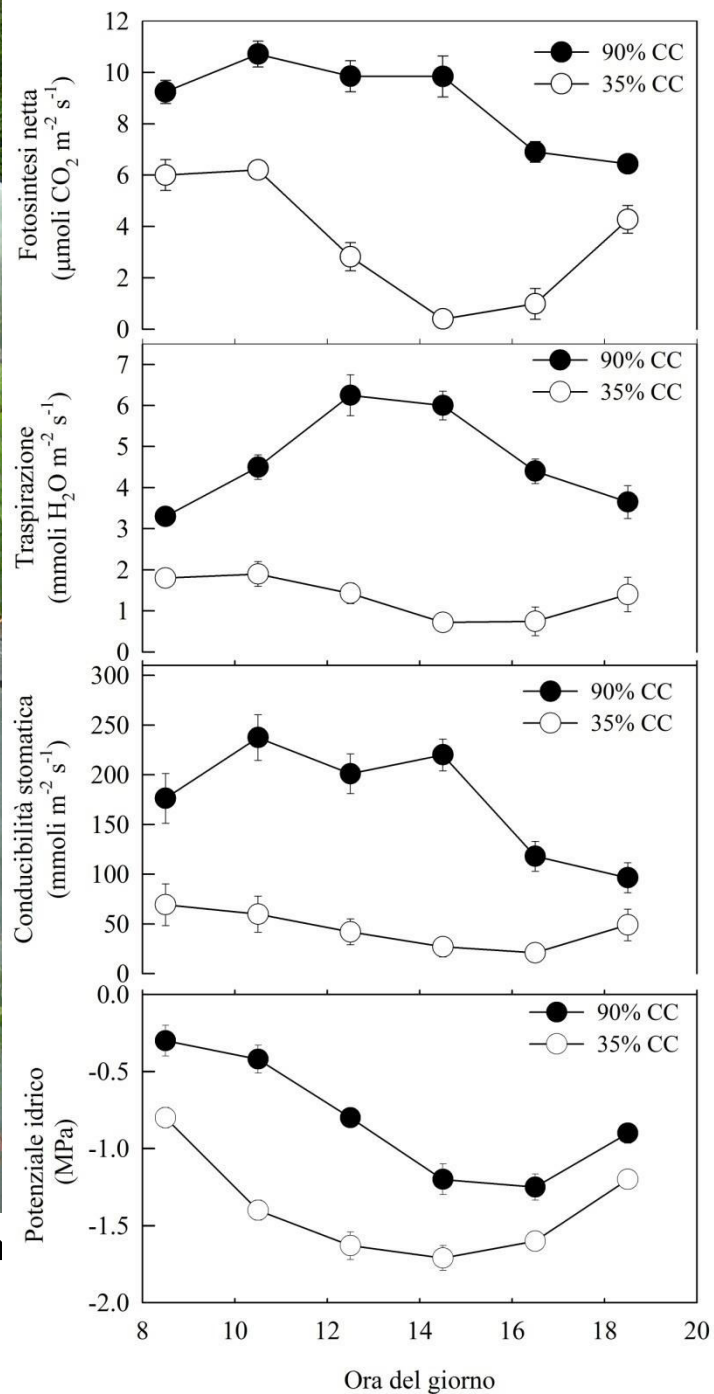 Fotosintesi netta
(μmoli CO₂ m⁻² s⁻¹)
12
10
8
6
4
2
0
90% CC
35% CC
Traspirazione
(mmoli H₂O m⁻² s⁻¹)
7
6
5
4
3
2
1
0
90% CC
35% CC
Conducibilità stomatica
(mmoli m⁻² s⁻¹)
300
250
200
150
100
50
0
90% CC
35% CC
Potenziale idrico
(MPa)
0.0
-0.5
-1.0
-1.5
-2.0
90% CC
35% CC
8 10 12 14 16 18 20
Ora del giorno